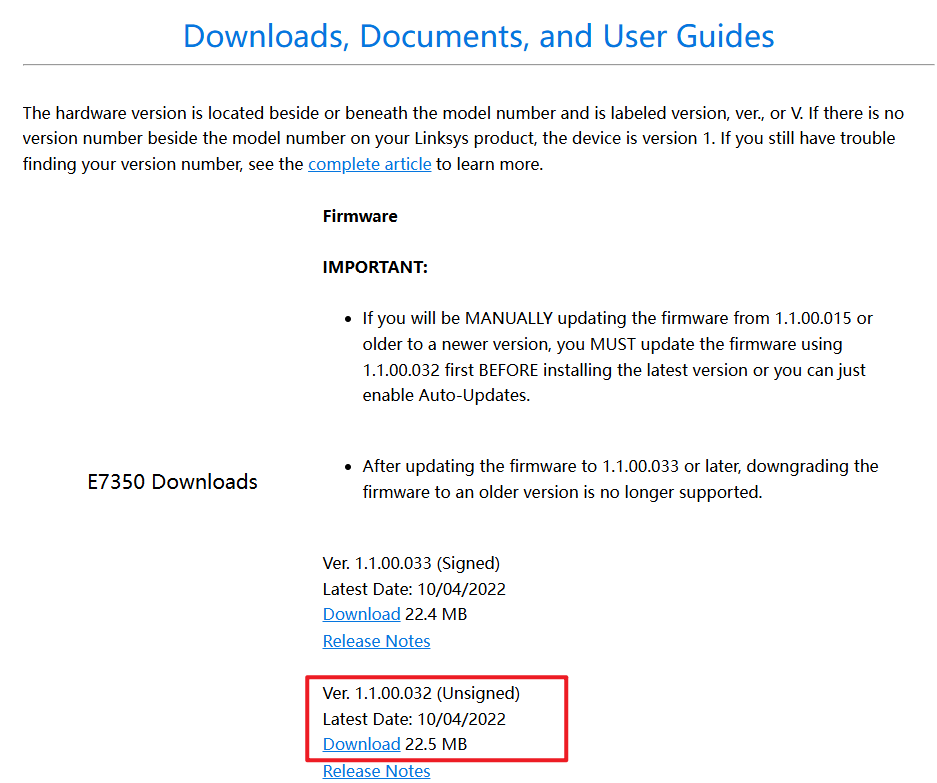 Downloads, Documents, and User Guides
The hardware version is located beside or beneath the model number and is labeled version, ver., or V. If there is no
version number beside the model number on your Linksys product, the device is version 1. If you still have trouble
finding your version number, see the complete article to learn more.
E7350 Downloads
Firmware
IMPORTANT:
• If you will be MANUALLY updating the firmware from 1.1.00.015 or
older to a newer version, you MUST update the firmware using
1.1.00.032 first BEFORE installing the latest version or you can just
enable Auto-Updates.
• After updating the firmware to 1.1.00.033 or later, downgrading the
firmware to an older version is no longer supported.
Ver. 1.1.00.033 (Signed)
Latest Date: 10/04/2022
Download 22.4 MB
Release Notes
Ver. 1.1.00.032 (Unsigned)
Latest Date: 10/04/2022
Download 22.5 MB
Release Notes